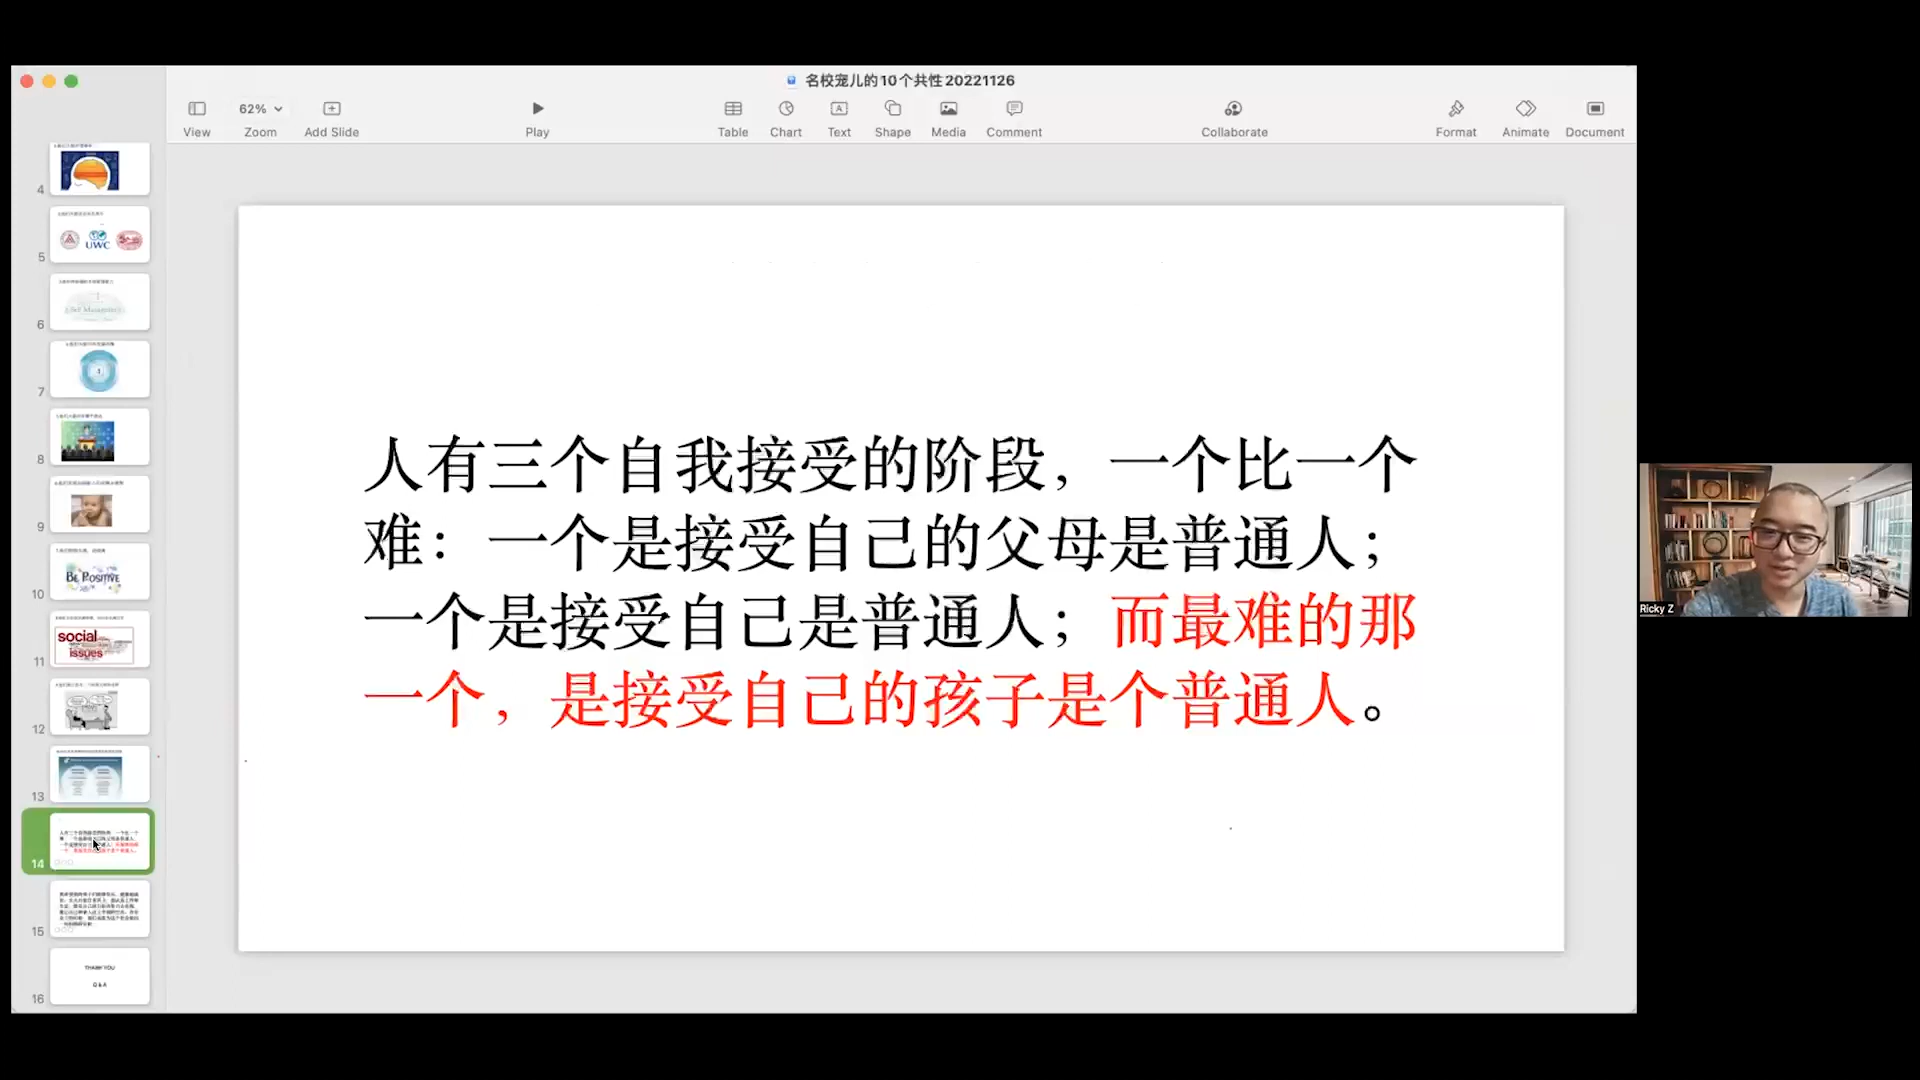 名校宠儿的10个共性20221126
62%
View
Zoom
Add Slide
Play
Table
Chart
Text
Shape
Media
Comment
Collaborate
Format
Animate
Document
4
5
UWC
6
7
8
9
10
Be Positive
11
social
issues
12
13
14
15
16
THANK YOU
Q&A
人有三个自我接受的阶段，一个比一个
难：一个是接受自己的父母是普通人；
一个是接受自己是普通人；而最难的那
一个，是接受自己的孩子是个普通人。
Ricky Z